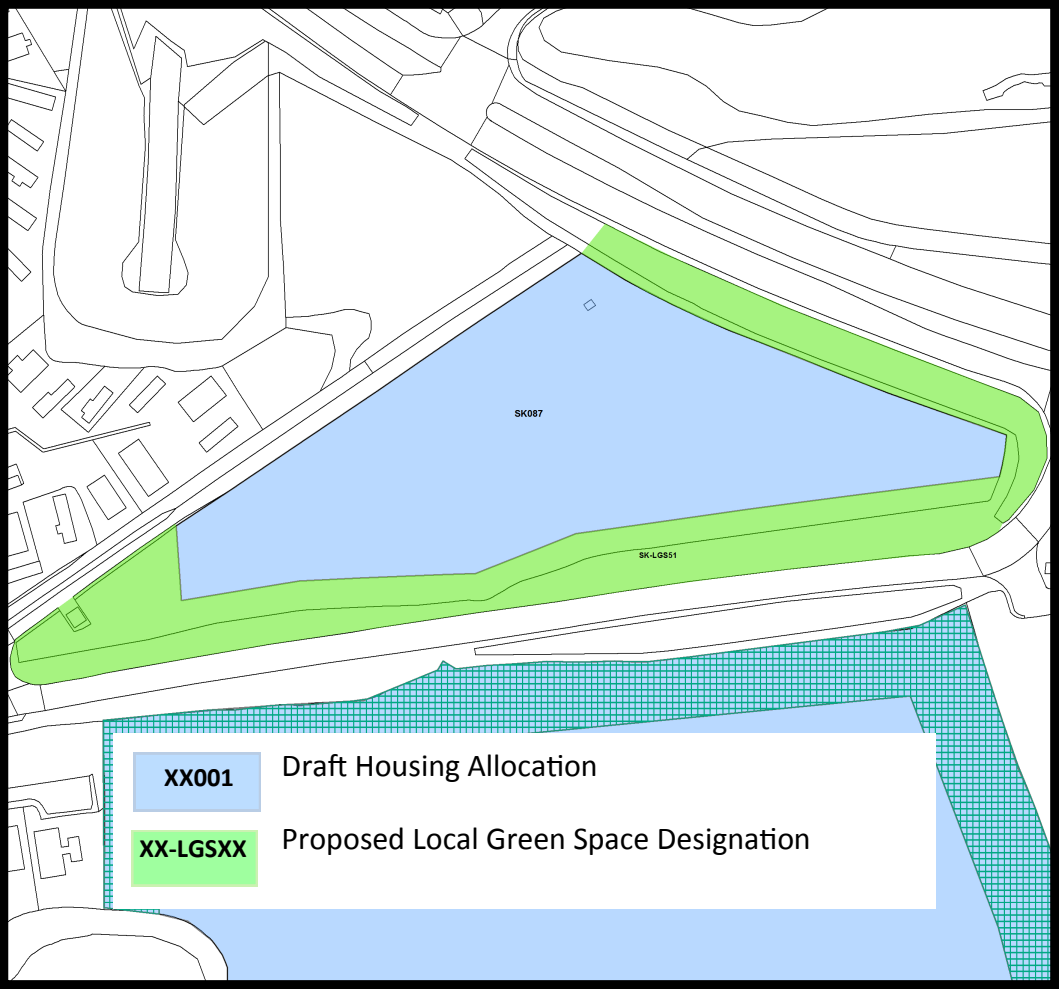 SK087
SK-LGS51
XX001 Draft Housing Allocation
XX-LGSXX Proposed Local Green Space Designation